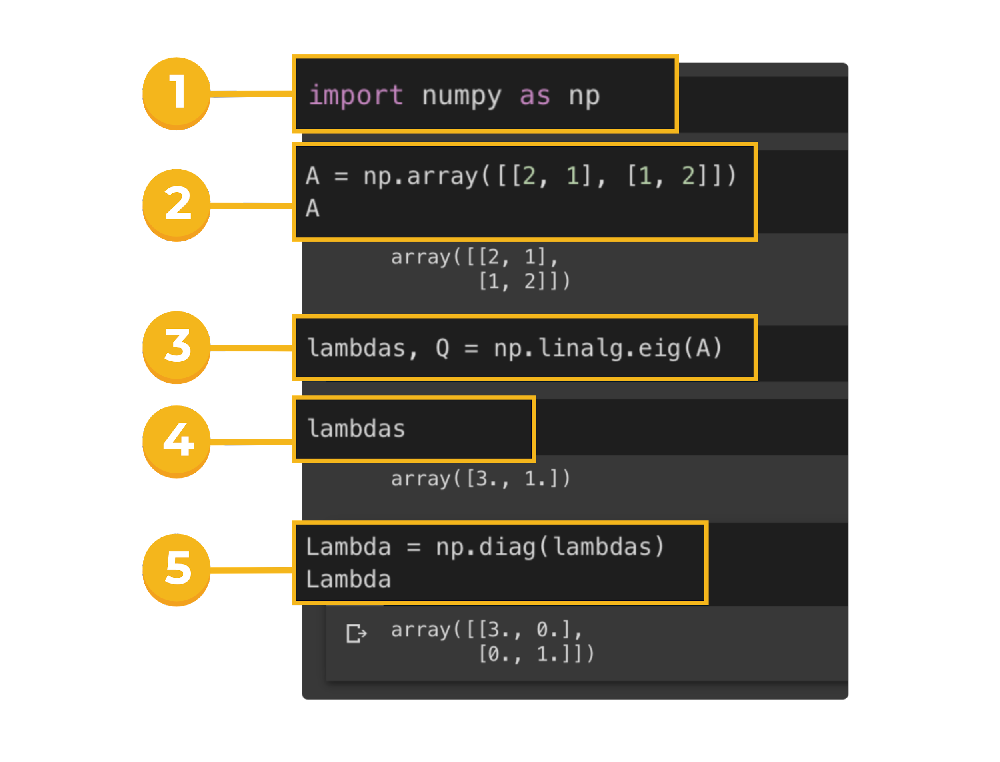 1
import numpy as np
2
A = np.array([[2, 1], [1, 2]])
A
array([[2, 1],
[1, 2]])
3
lambdas, Q = np.linalg.eig(A)
4
lambdas
array([3., 1.])
5
Lambda = np.diag(lambdas)
Lambda
array([[3., 0.],
[0., 1.]])